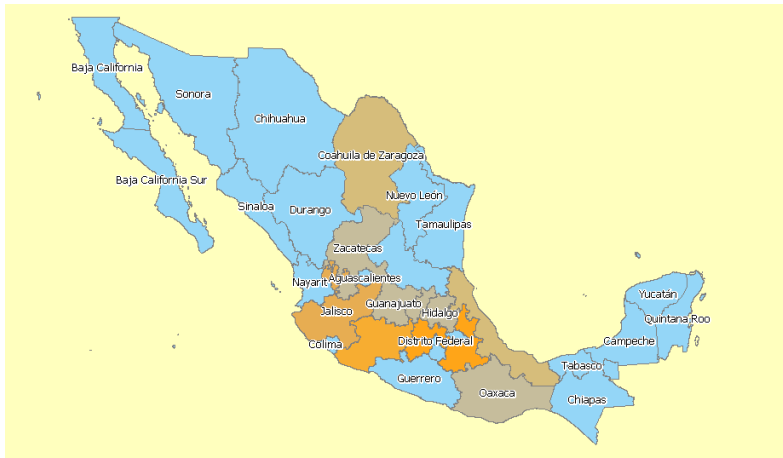 Baja California
Sonora
Chihuahua
Coahuila de Zaragoza
Baja California Sur
Sinaloa
Durango
Nuevo León
Tamaulipas
Zacatecas
Nayarit
Aguascalientes
Jalisco
Guanajuato
Hidalgo
Yucatán
Quintana Roo
Colima
Distrito Federal
Cámpeche
Tabasco
Guerrero
Oaxaca
Chiapas